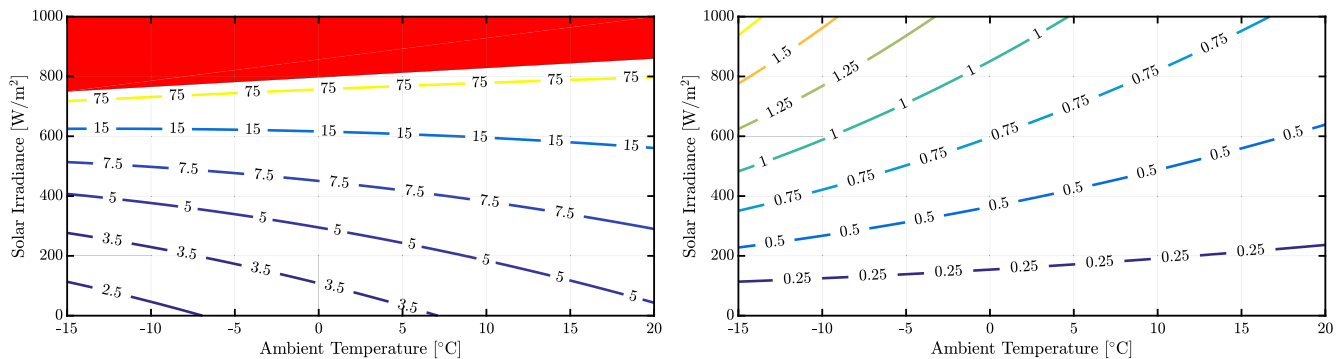 1000
800
600
400
200
0
Solar Irradiance [W/m²]
75 75 75 75 75
15 15 15 15 15 15
7.5 7.5 7.5 7.5 7.5
5 5 5 5 5 5 5
3.5 3.5 3.5 3.5
2.5
-15 -10 -5 0 5 10 15 20
Ambient Temperature [°C]
1000
800
600
400
200
0
Solar Irradiance [W/m²]
1.5
1.25 1.25
1 1 1 1
0.75 0.75 0.75 0.75 0.75 0.75 0.75
0.5 0.5 0.5 0.5 0.5 0.5 0.5
0.25 0.25 0.25 0.25 0.25 0.25
-15 -10 -5 0 5 10 15 20
Ambient Temperature [°C]